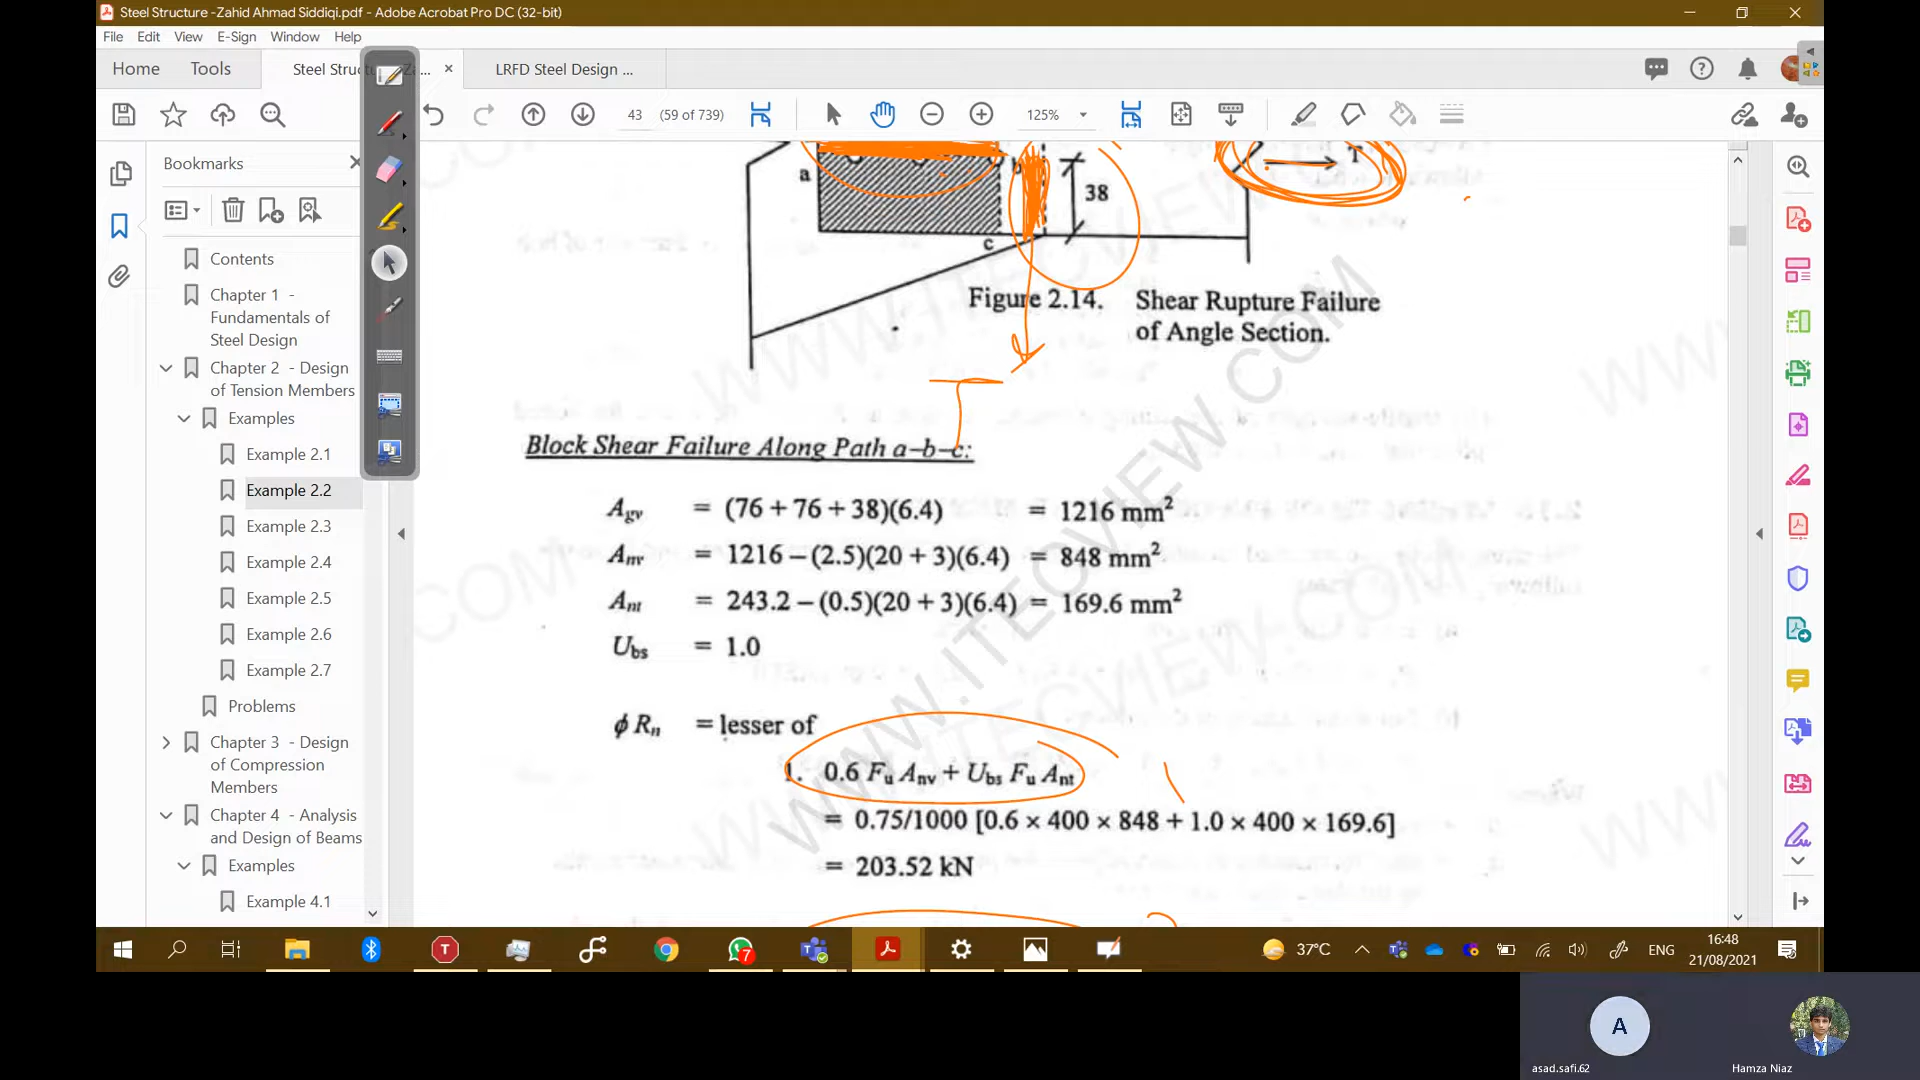 Steel Structure -Zahid Ahmad Siddiqi.pdf - Adobe Acrobat Pro DC (32-bit)
File Edit View E-Sign Window Help
Home Tools Steel Struct ... LRFD Steel Design ...
43 (59 of 739) 125%
Bookmarks
Contents
Chapter 1 -
Fundamentals of
Steel Design
Chapter 2 - Design
of Tension Members
Examples
Example 2.1
Example 2.2
Example 2.3
Example 2.4
Example 2.5
Example 2.6
Example 2.7
Problems
Chapter 3 - Design
of Compression
Members
Chapter 4 - Analysis
and Design of Beams
Examples
Example 4.1
a b T
38
c
Figure 2.14. Shear Rupture Failure
of Angle Section.
T
Block Shear Failure Along Path a–b–c:
Agv = (76 + 76 + 38)(6.4) = 1216 mm²
Anv = 1216 – (2.5)(20 + 3)(6.4) = 848 mm²
Ant = 243.2 – (0.5)(20 + 3)(6.4) = 169.6 mm²
Ubs = 1.0
ϕ Rn = lesser of
1. 0.6 Fu Anv + Ubs Fu Ant
= 0.75/1000 [0.6 × 400 × 848 + 1.0 × 400 × 169.6]
= 203.52 kN
WWW.ITECVIEW.COM
7
37°C ENG 16:48
21/08/2021
A
asad.safi.62 Hamza Niaz